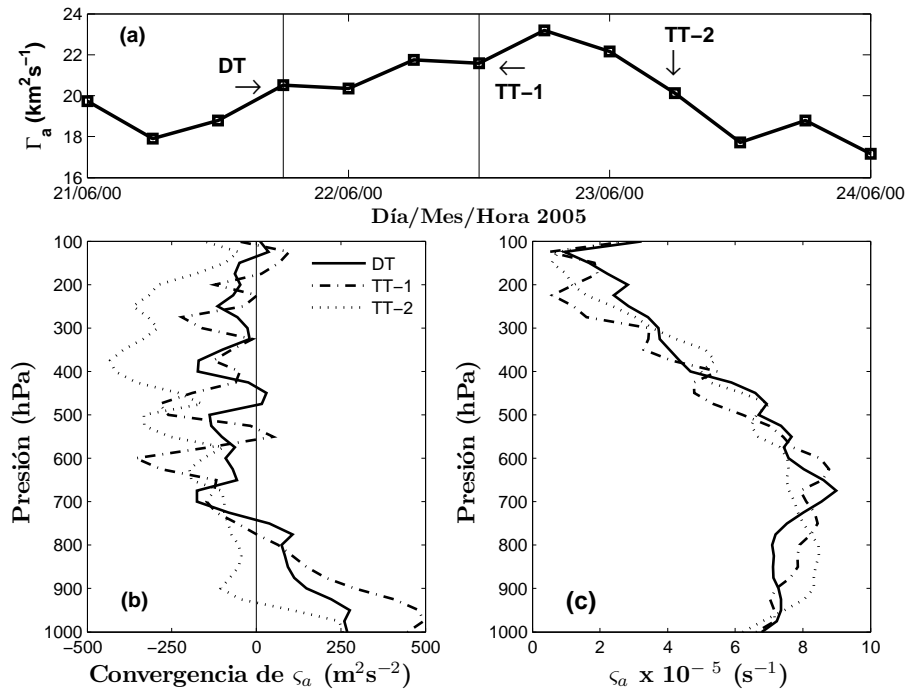 (a)
Γa (km²s⁻¹)
24
22
20
18
16
DT
TT−1
TT−2
21/06/00 22/06/00 23/06/00 24/06/00
Día/Mes/Hora 2005
Presión (hPa)
100
200
300
400
500
600
700
800
900
1000
DT
TT−1
TT−2
(b)
−500 −250 0 250 500
Convergencia de ςa (m²s⁻²)
Presión (hPa)
100
200
300
400
500
600
700
800
900
1000
(c)
0 2 4 6 8 10
ςa x 10⁻ ⁵ (s⁻¹)